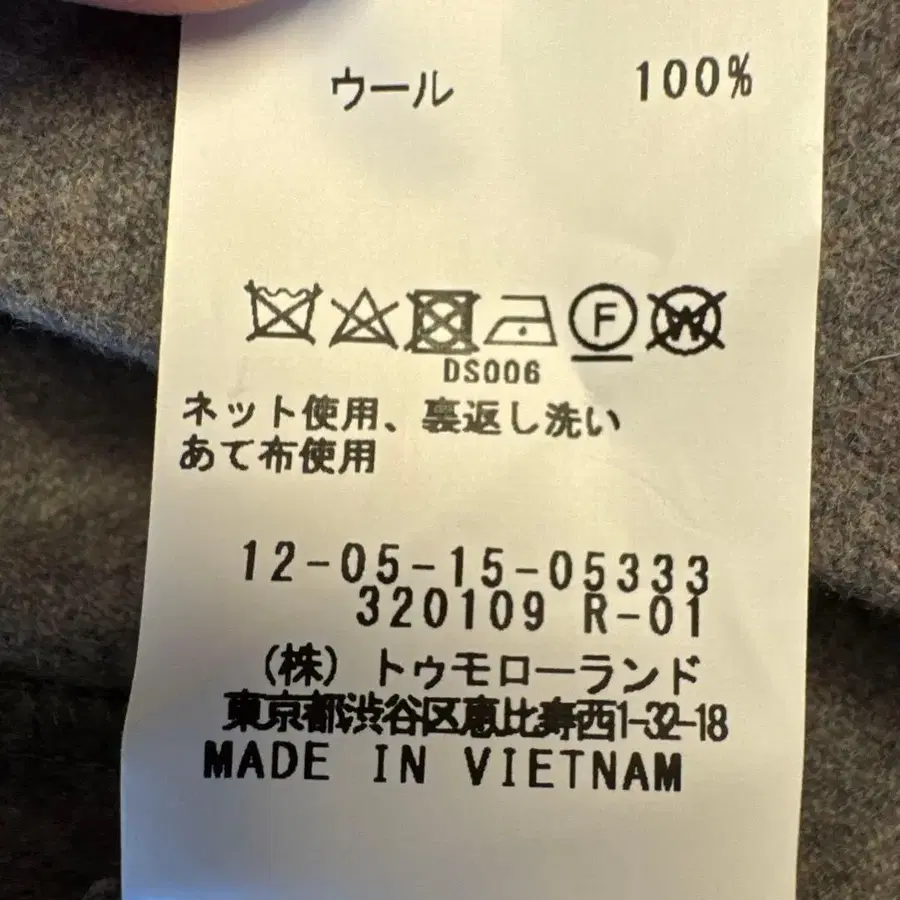 ウール 100%
F W
DS006
ネット使用、裏返し洗い
あて布使用
12-05-15-05333
320109 R-01
(株) トゥモローランド
東京都渋谷区恵比寿西1-32-18
MADE IN VIETNAM